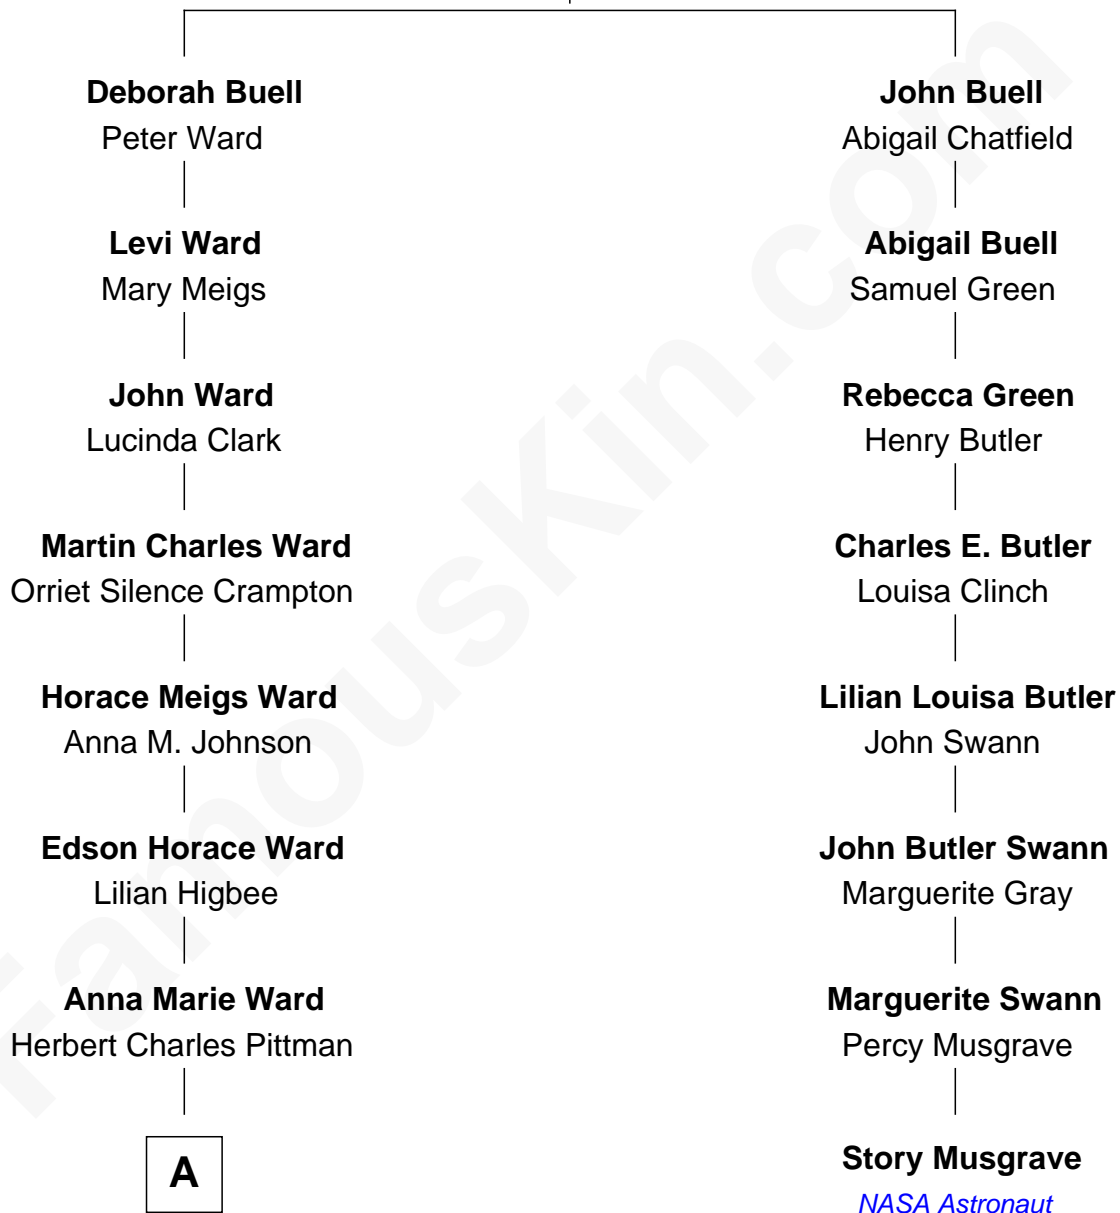 Deborah Buell
Peter Ward
Levi Ward
Mary Meigs
John Ward
Lucinda Clark
Martin Charles Ward
Orriet Silence Crampton
Horace Meigs Ward
Anna M. Johnson
Edson Horace Ward
Lilian Higbee
Anna Marie Ward
Herbert Charles Pittman
A
John Buell
Abigail Chatfield
Abigail Buell
Samuel Green
Rebecca Green
Henry Butler
Charles E. Butler
Louisa Clinch
Lilian Louisa Butler
John Swann
John Butler Swann
Marguerite Gray
Marguerite Swann
Percy Musgrave
Story Musgrave
NASA Astronaut
FamousKin.com